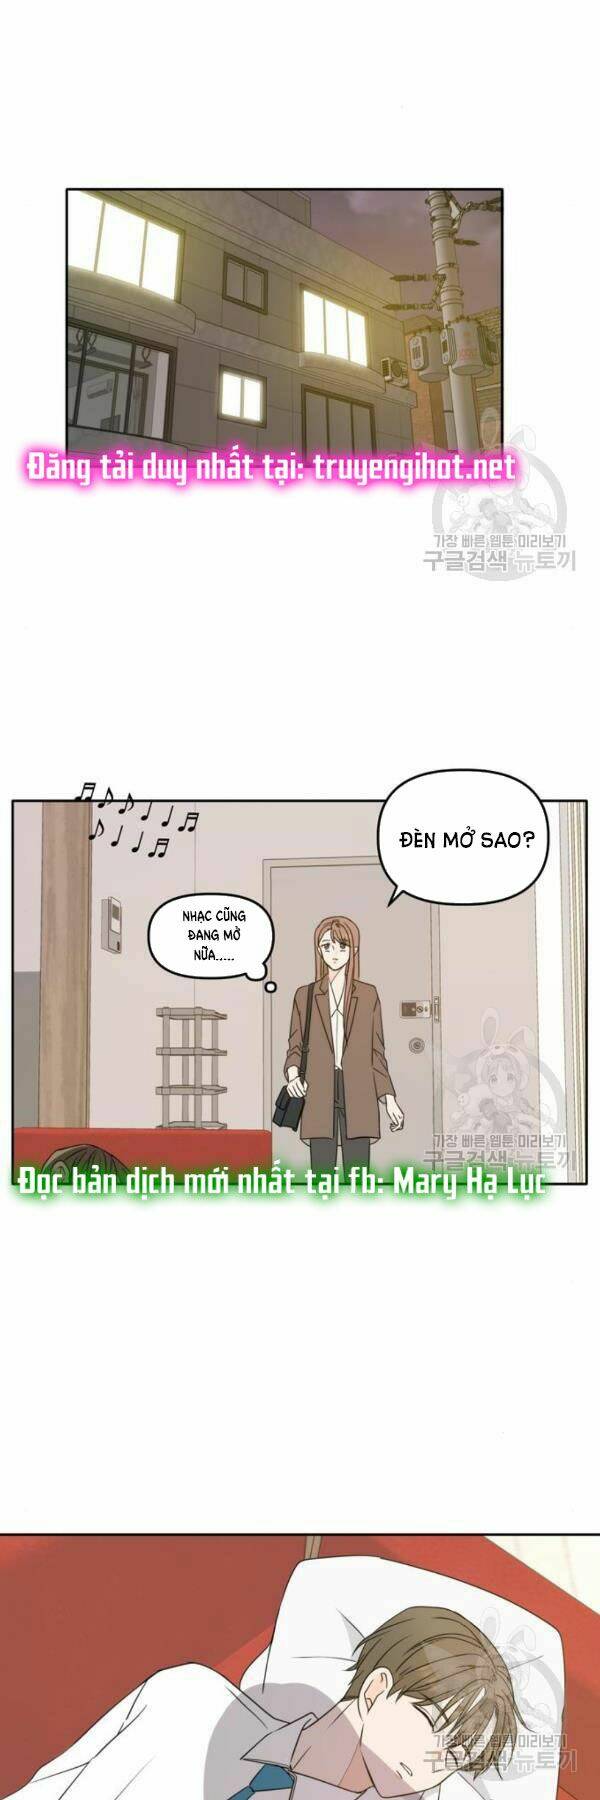 Đăng tải duy nhất tại: truyengihot.net
가장 빠른 웹툰 미리보기
구글검색 뉴토끼
ĐÈN MỞ SAO?
NHẠC CŨNG
ĐANG MỞ
NỮA.....
가장 빠른 웹툰 미리보기
구글검색 뉴토끼
Đọc bản dịch mới nhất tại fb: Mary Hạ Lục
가장 빠른 웹툰 미리보기
구글검색 뉴토끼